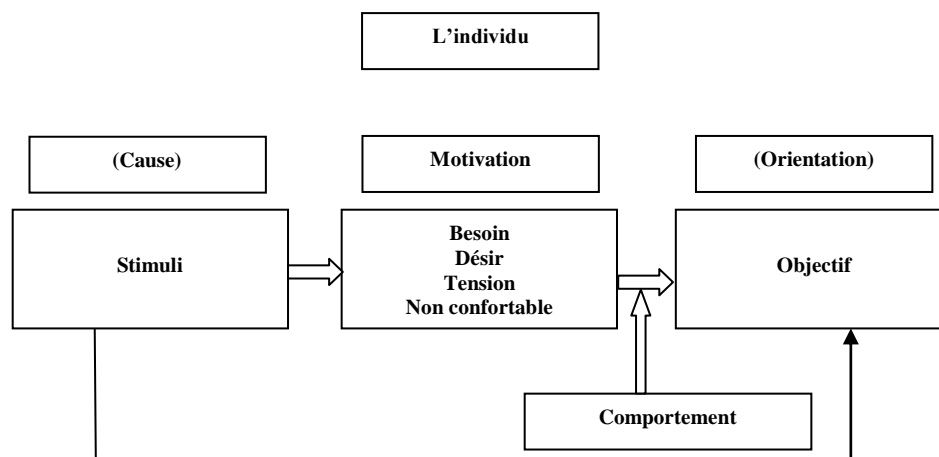 L’individu
(Cause)
Motivation
(Orientation)
Stimuli
Besoin
Désir
Tension
Non confortable
Objectif
Comportement